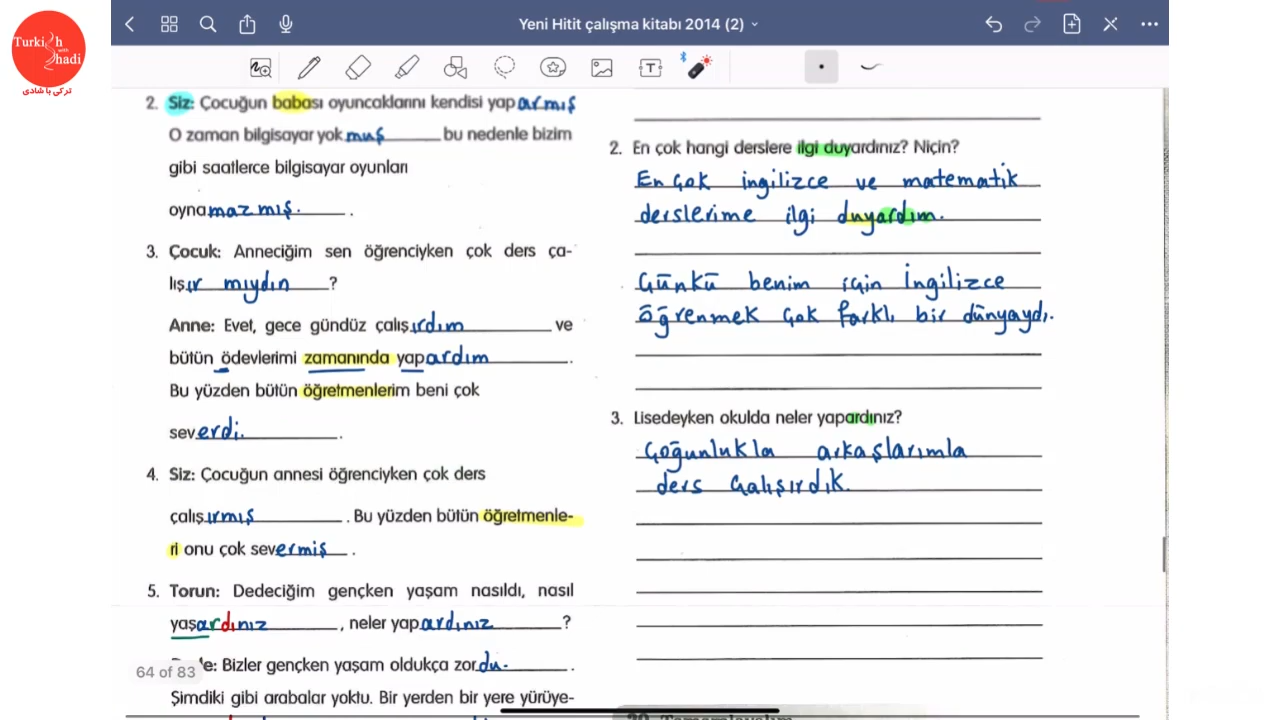 Turkish
with
Shadi
ترکی با شادی
Yeni Hitit çalışma kitabı 2014 (2)
2. Siz: Çocuğun babası oyuncaklarını kendisi yaparmış
O zaman bilgisayar yokmuş bu nedenle bizim
gibi saatlerce bilgisayar oyunları
oynamazmış. .
3. Çocuk: Anneciğim sen öğrenciyken çok ders ça-
lışır mıydın ?
Anne: Evet, gece gündüz çalışırdım ve
bütün ödevlerimi zamanında yapardım .
Bu yüzden bütün öğretmenlerim beni çok
severdi. .
4. Siz: Çocuğun annesi öğrenciyken çok ders
çalışırmış . Bu yüzden bütün öğretmenle-
ri onu çok severmiş .
5. Torun: Dedeciğim gençken yaşam nasıldı, nasıl
yaşardınız , neler yapardınız ?
64 of 83
e: Bizler gençken yaşam oldukça zordu. .
Şimdiki gibi arabalar yoktu. Bir yerden bir yere yürüye-
2. En çok hangi derslere ilgi duyardınız? Niçin?
En çok ingilizce ve matematik
derslerime ilgi duyardım.
Günkü benim için İngilizce
öğrenmek çok farklı bir dünyaydı.
3. Lisedeyken okulda neler yapardınız?
Çoğunlukla arkaşlarımla
ders çalışırdık.